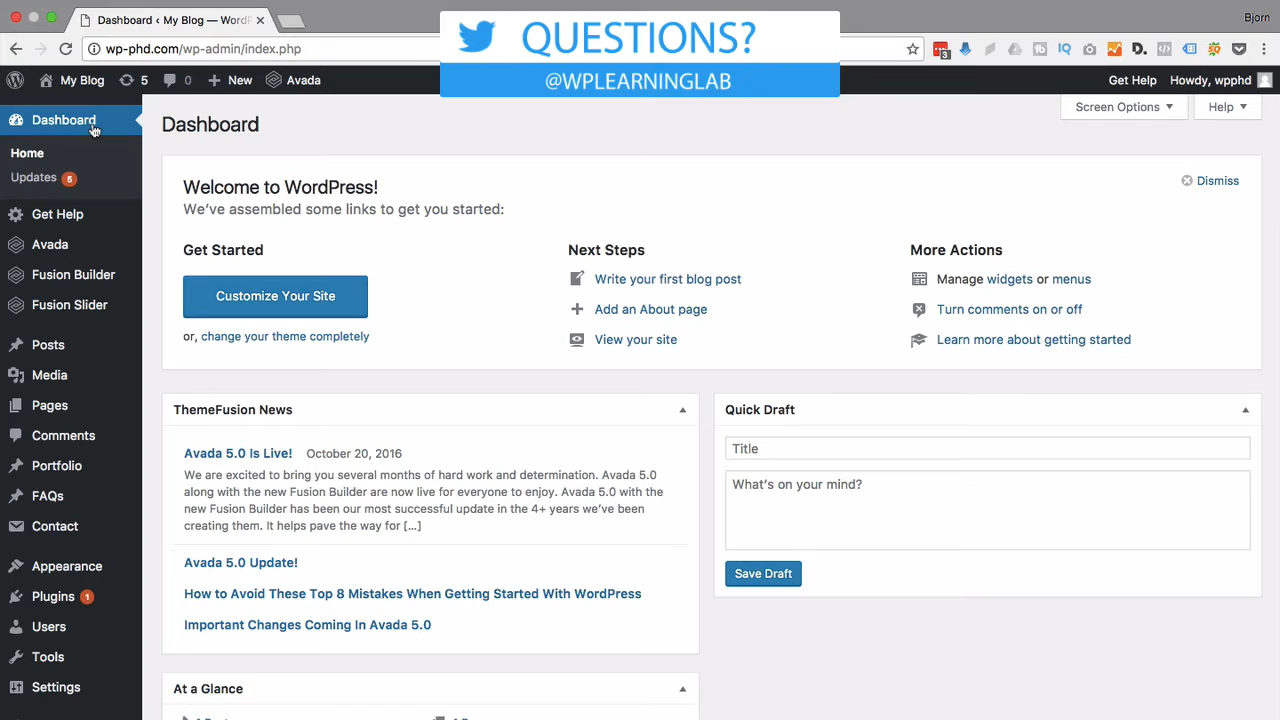 Dashboard < My Blog — WordPr
Bjorn
wp-phd.com/wp-admin/index.php
3
QUESTIONS?
@WPLEARNINGLAB
My Blog
5
0
New
Avada
Get Help
Howdy, wpphd
Dashboard
Home
Updates 5
Get Help
Avada
Fusion Builder
Fusion Slider
Posts
Media
Pages
Comments
Portfolio
FAQs
Contact
Appearance
Plugins 1
Users
Tools
Settings
Screen Options
Help
Dashboard
Welcome to WordPress!
We've assembled some links to get you started:
Dismiss
Get Started
Customize Your Site
or, change your theme completely
Next Steps
Write your first blog post
Add an About page
View your site
More Actions
Manage widgets or menus
Turn comments on or off
Learn more about getting started
ThemeFusion News
Avada 5.0 Is Live! October 20, 2016
We are excited to bring you several months of hard work and determination. Avada 5.0
along with the new Fusion Builder are now live for everyone to enjoy. Avada 5.0 with the
new Fusion Builder has been our most successful update in the 4+ years we've been
creating them. It helps pave the way for […]
Avada 5.0 Update!
How to Avoid These Top 8 Mistakes When Getting Started With WordPress
Important Changes Coming In Avada 5.0
At a Glance
Quick Draft
Title
What's on your mind?
Save Draft